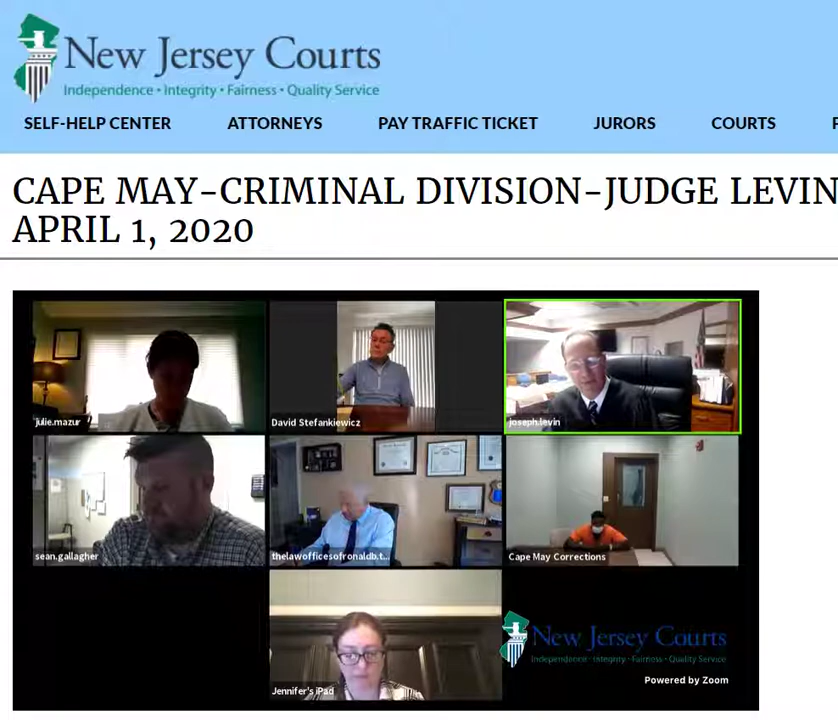 New Jersey Courts
Independence • Integrity • Fairness • Quality Service
SELF-HELP CENTER ATTORNEYS PAY TRAFFIC TICKET JURORS COURTS
CAPE MAY-CRIMINAL DIVISION-JUDGE LEVIN
APRIL 1, 2020
julie.mazur
David Stefankiewicz
joseph.levin
sean.gallagher
thelawofficesofronaldb.t...
Cape May Corrections
Jennifer's iPad
New Jersey Courts
Independence • Integrity • Fairness • Quality Service
Powered by Zoom